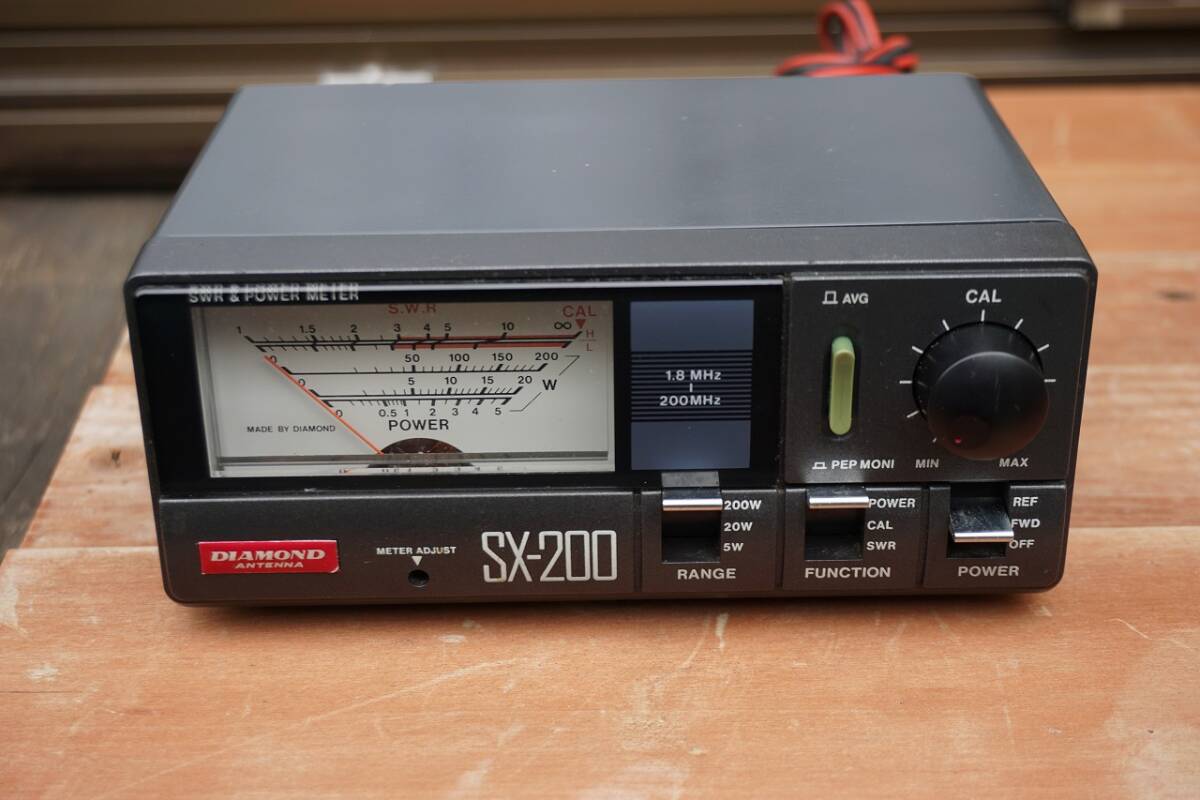 SWR & POWER METER
S.W.R
CAL
1 1.5 2 3 4 5 10 ∞ H
L
0 50 100 150 200
0 5 10 15 20
W
0 0.5 1 2 3 4 5
POWER
MADE BY DIAMOND
1.8 MHz
200MHz
AVG
PEP MONI
CAL
MIN
MAX
DIAMOND
ANTENNA
METER ADJUST
SX-200
200W
20W
5W
RANGE
POWER
CAL
SWR
FUNCTION
REF
FWD
OFF
POWER